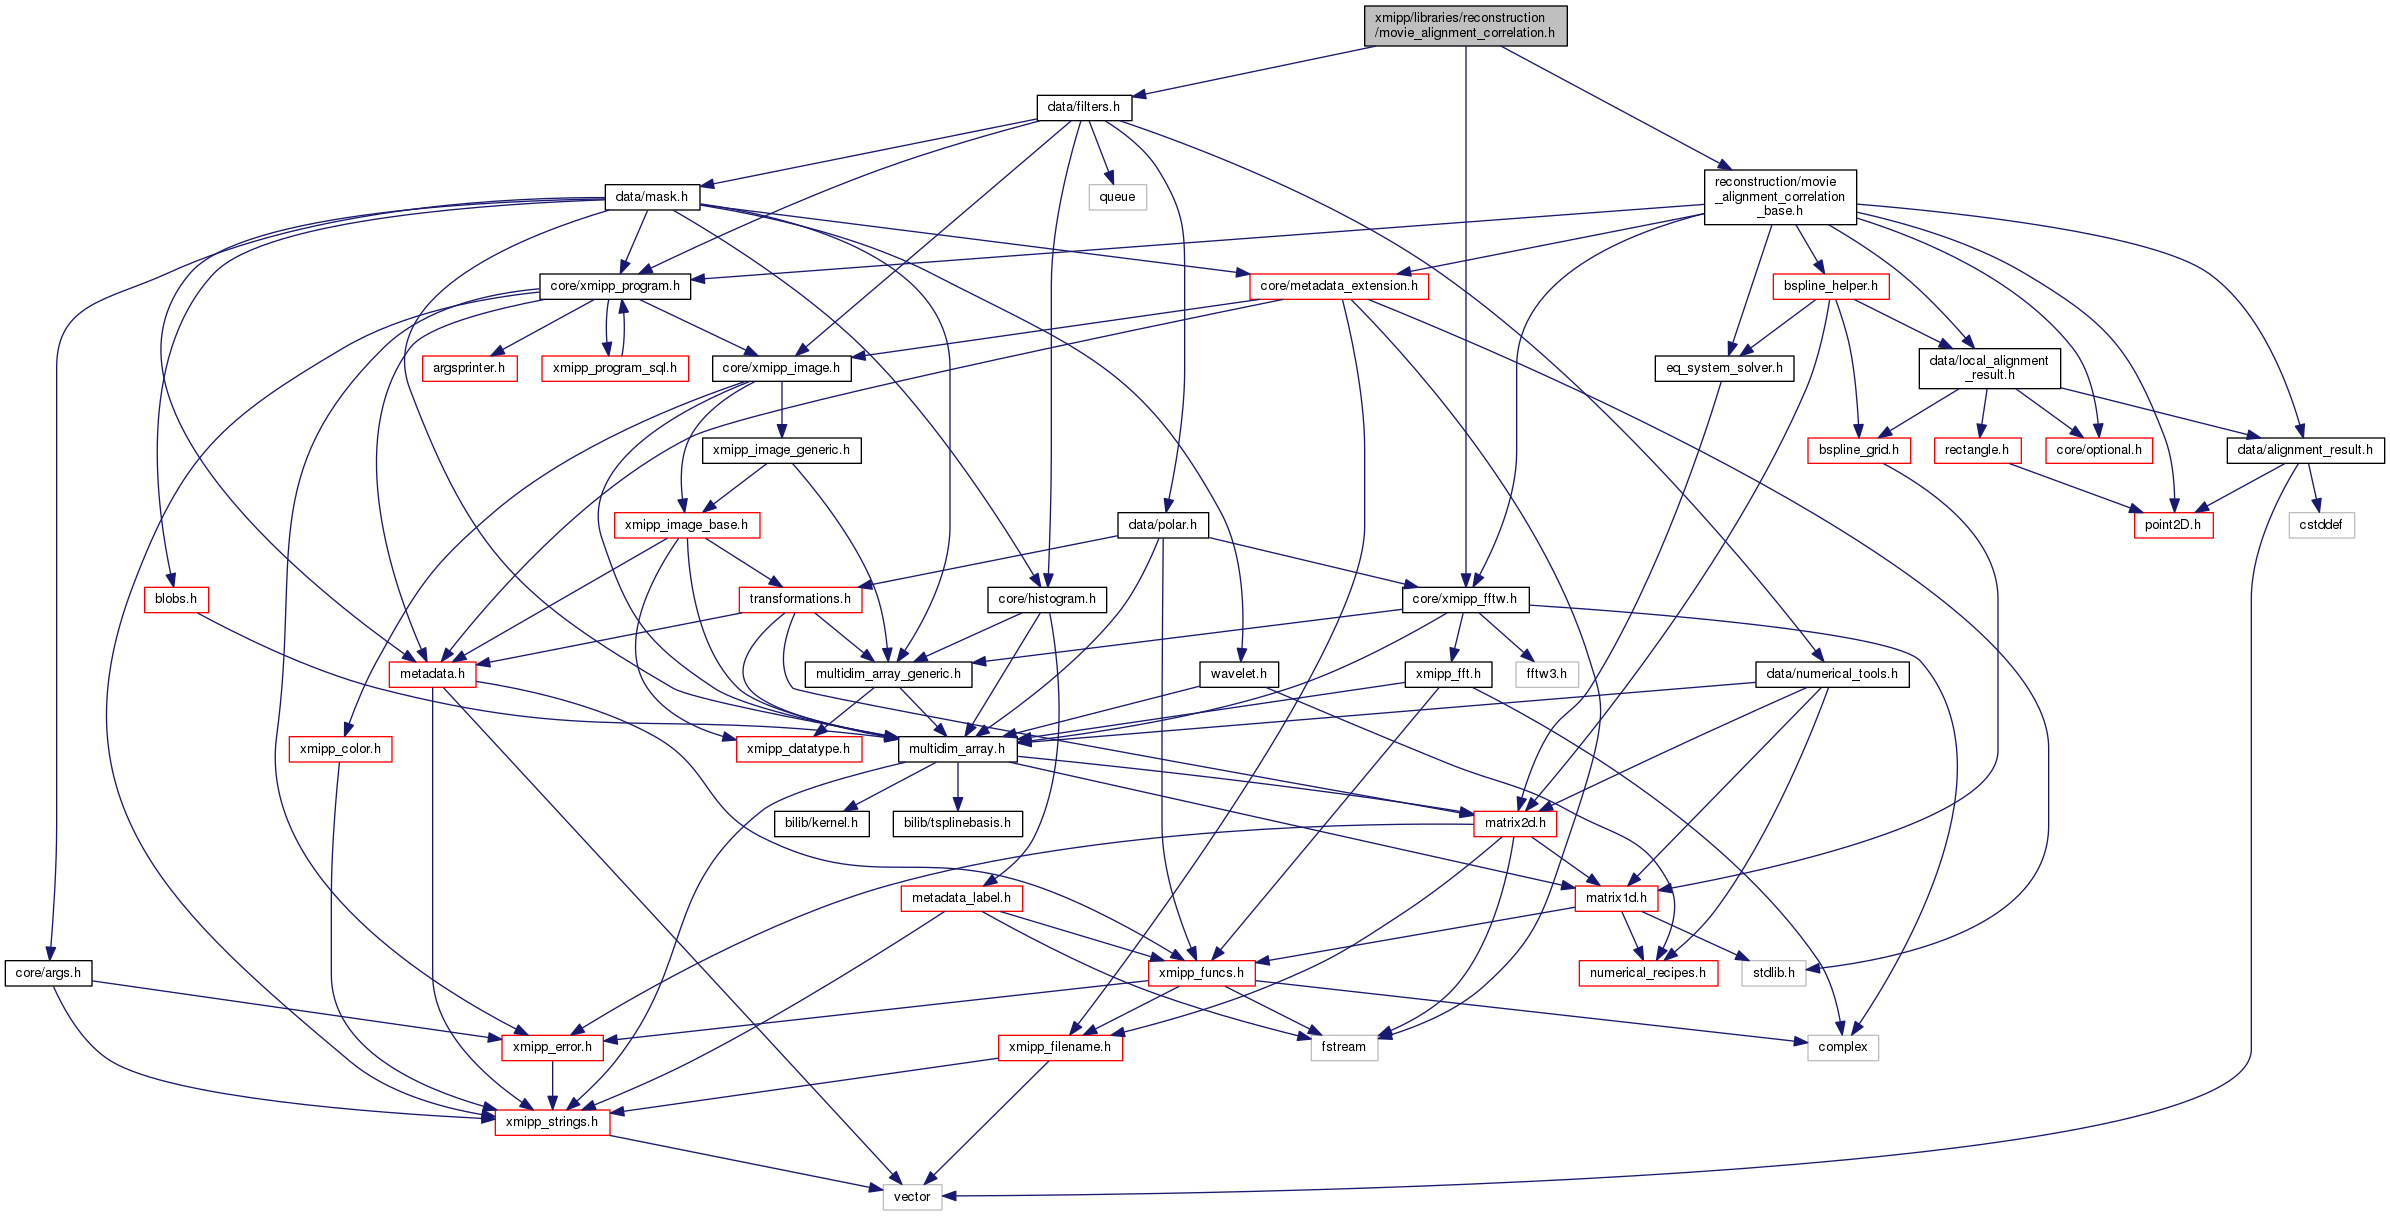 xmipp/libraries/reconstruction
/movie_alignment_correlation.h
data/filters.h
data/mask.h
queue
reconstruction/movie
_alignment_correlation
_base.h
core/xmipp_program.h
core/metadata_extension.h
bspline_helper.h
argsprinter.h
xmipp_program_sql.h
core/xmipp_image.h
eq_system_solver.h
data/local_alignment
_result.h
xmipp_image_generic.h
bspline_grid.h
rectangle.h
core/optional.h
data/alignment_result.h
xmipp_image_base.h
data/polar.h
point2D.h
cstddef
blobs.h
transformations.h
core/histogram.h
core/xmipp_fftw.h
metadata.h
multidim_array_generic.h
wavelet.h
xmipp_fft.h
fftw3.h
data/numerical_tools.h
xmipp_color.h
xmipp_datatype.h
multidim_array.h
bilib/kernel.h
bilib/tsplinebasis.h
matrix2d.h
metadata_label.h
matrix1d.h
core/args.h
xmipp_funcs.h
numerical_recipes.h
stdlib.h
xmipp_error.h
xmipp_filename.h
fstream
complex
xmipp_strings.h
vector